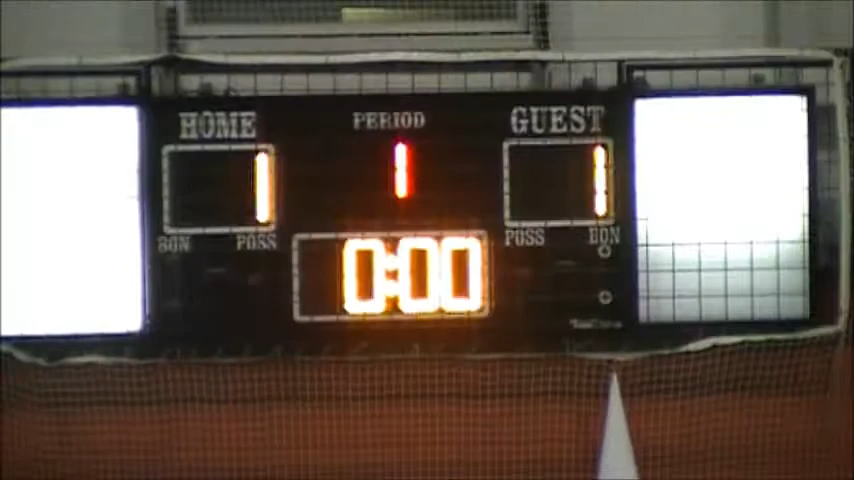 HOME PERIOD GUEST
1 1 1
BON POSS POSS BON
0:00